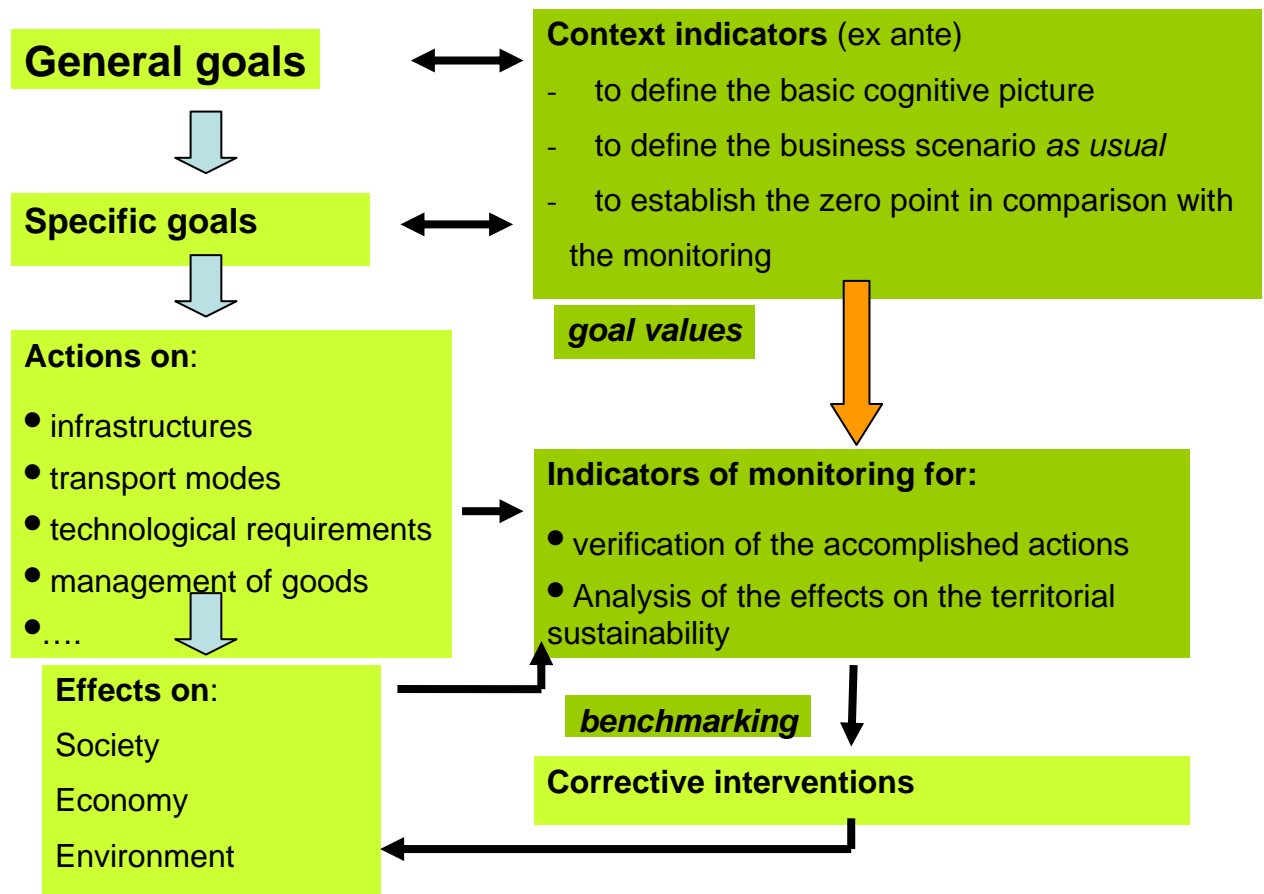 General goals
Context indicators (ex ante)
- to define the basic cognitive picture
- to define the business scenario as usual
- to establish the zero point in comparison with
the monitoring
Specific goals
goal values
Actions on:
• infrastructures
• transport modes
• technological requirements
• management of goods
•….
Indicators of monitoring for:
• verification of the accomplished actions
• Analysis of the effects on the territorial
sustainability
Effects on:
Society
Economy
Environment
benchmarking
Corrective interventions